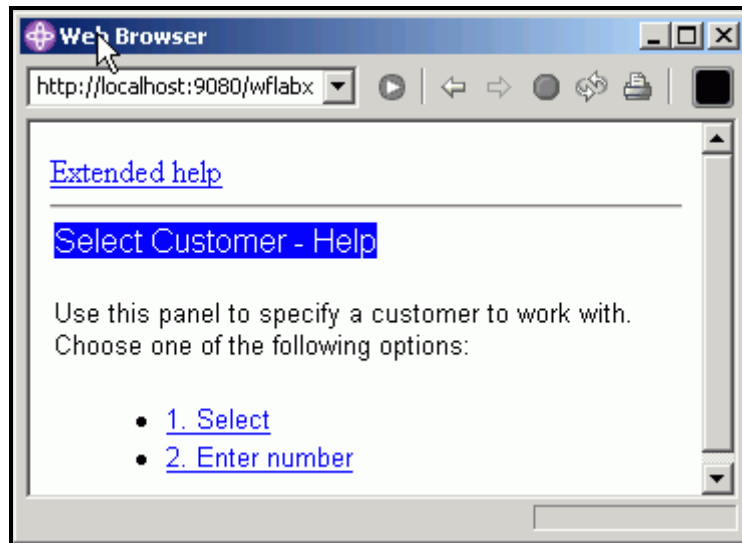 Web Browser
http://localhost:9080/wflabx
Extended help
Select Customer - Help
Use this panel to specify a customer to work with.
Choose one of the following options:
1. Select
2. Enter number